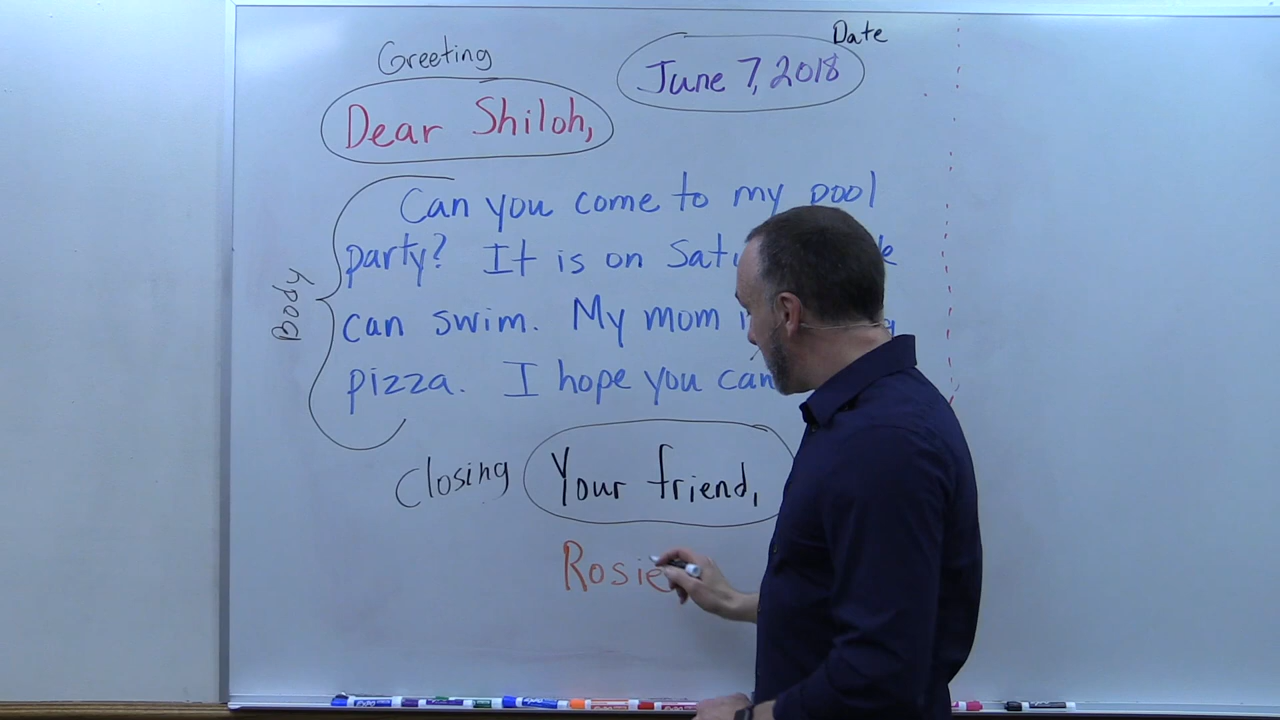 Greeting
Date
June 7, 2018
Dear Shiloh,
Can you come to my pool
party? It is on
can swim. My mom
pizza. I hope you can
Body
Closing
Your friend,
Rosie